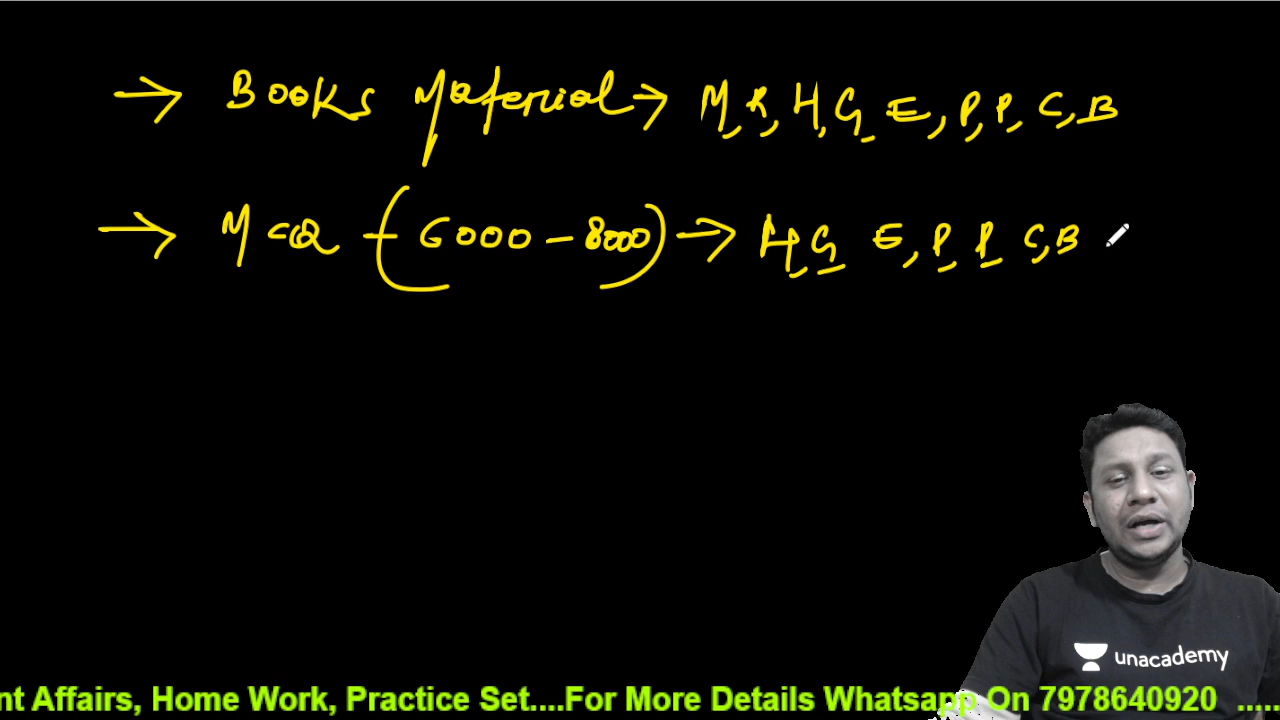 → Books Material → M, R, H, G, E, P, P, C, B
→ MCQ - (6000 - 8000) → H, G E, P P C, B
unacademy
nt Affairs, Home Work, Practice Set....For More Details Whatsapp On 7978640920 .....